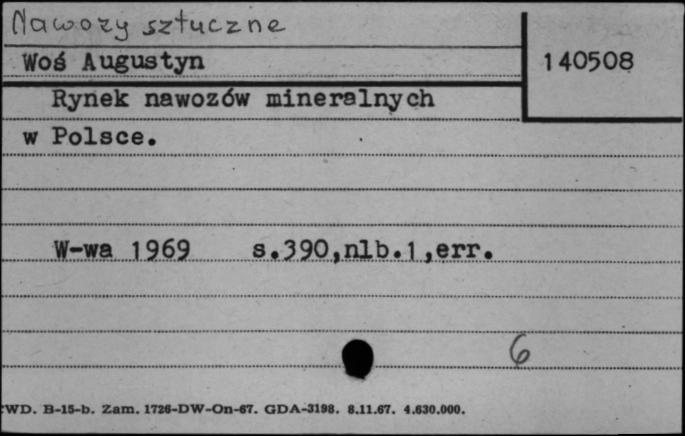 Nawozy sztuczne
Woś Augustyn
140508
Rynek nawozów mineralnych
w Polsce.
W-wa 1969 s.390,nlb.1,err.
6
CWD. B-15-b. Zam. 1726-DW-On-67. GDA-3198. 8.11.67. 4.630.000.